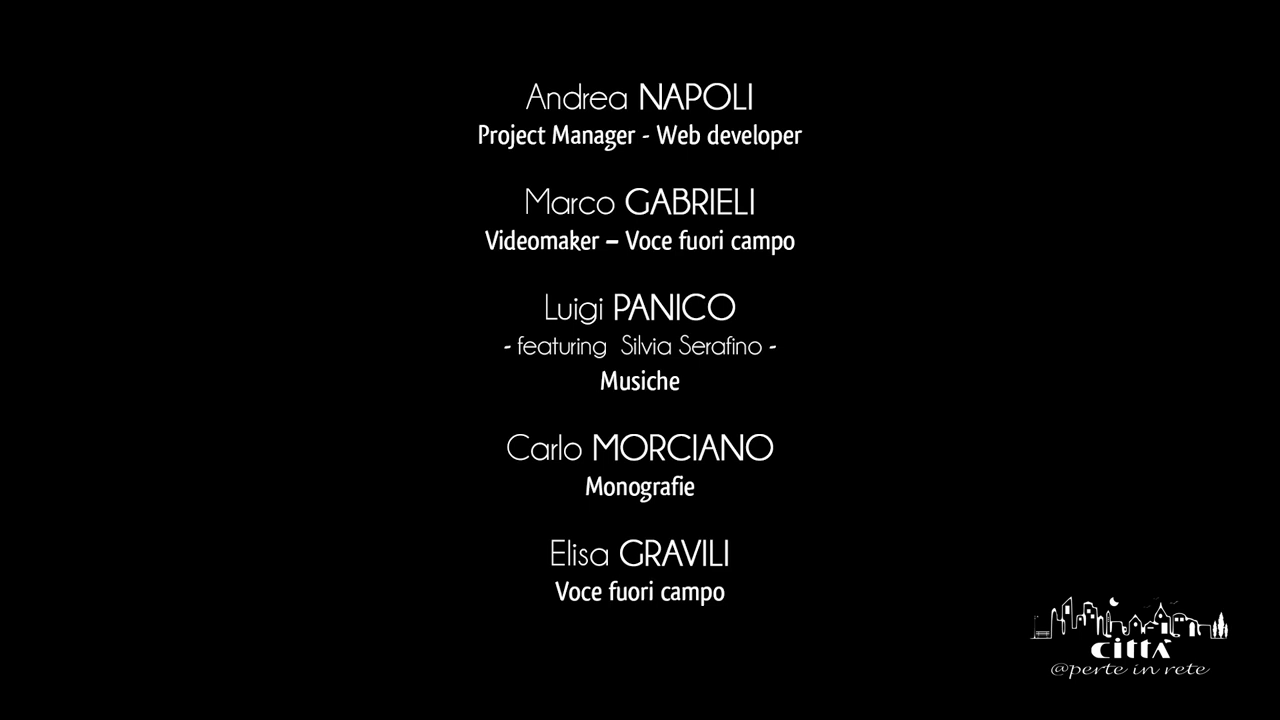 Andrea NAPOLI
Project Manager - Web developer
Marco GABRIELI
Videomaker – Voce fuori campo
Luigi PANICO
- featuring Silvia Serafino -
Musiche
Carlo MORCIANO
Monografie
Elisa GRAVILI
Voce fuori campo
CITTÀ
@perte in rete